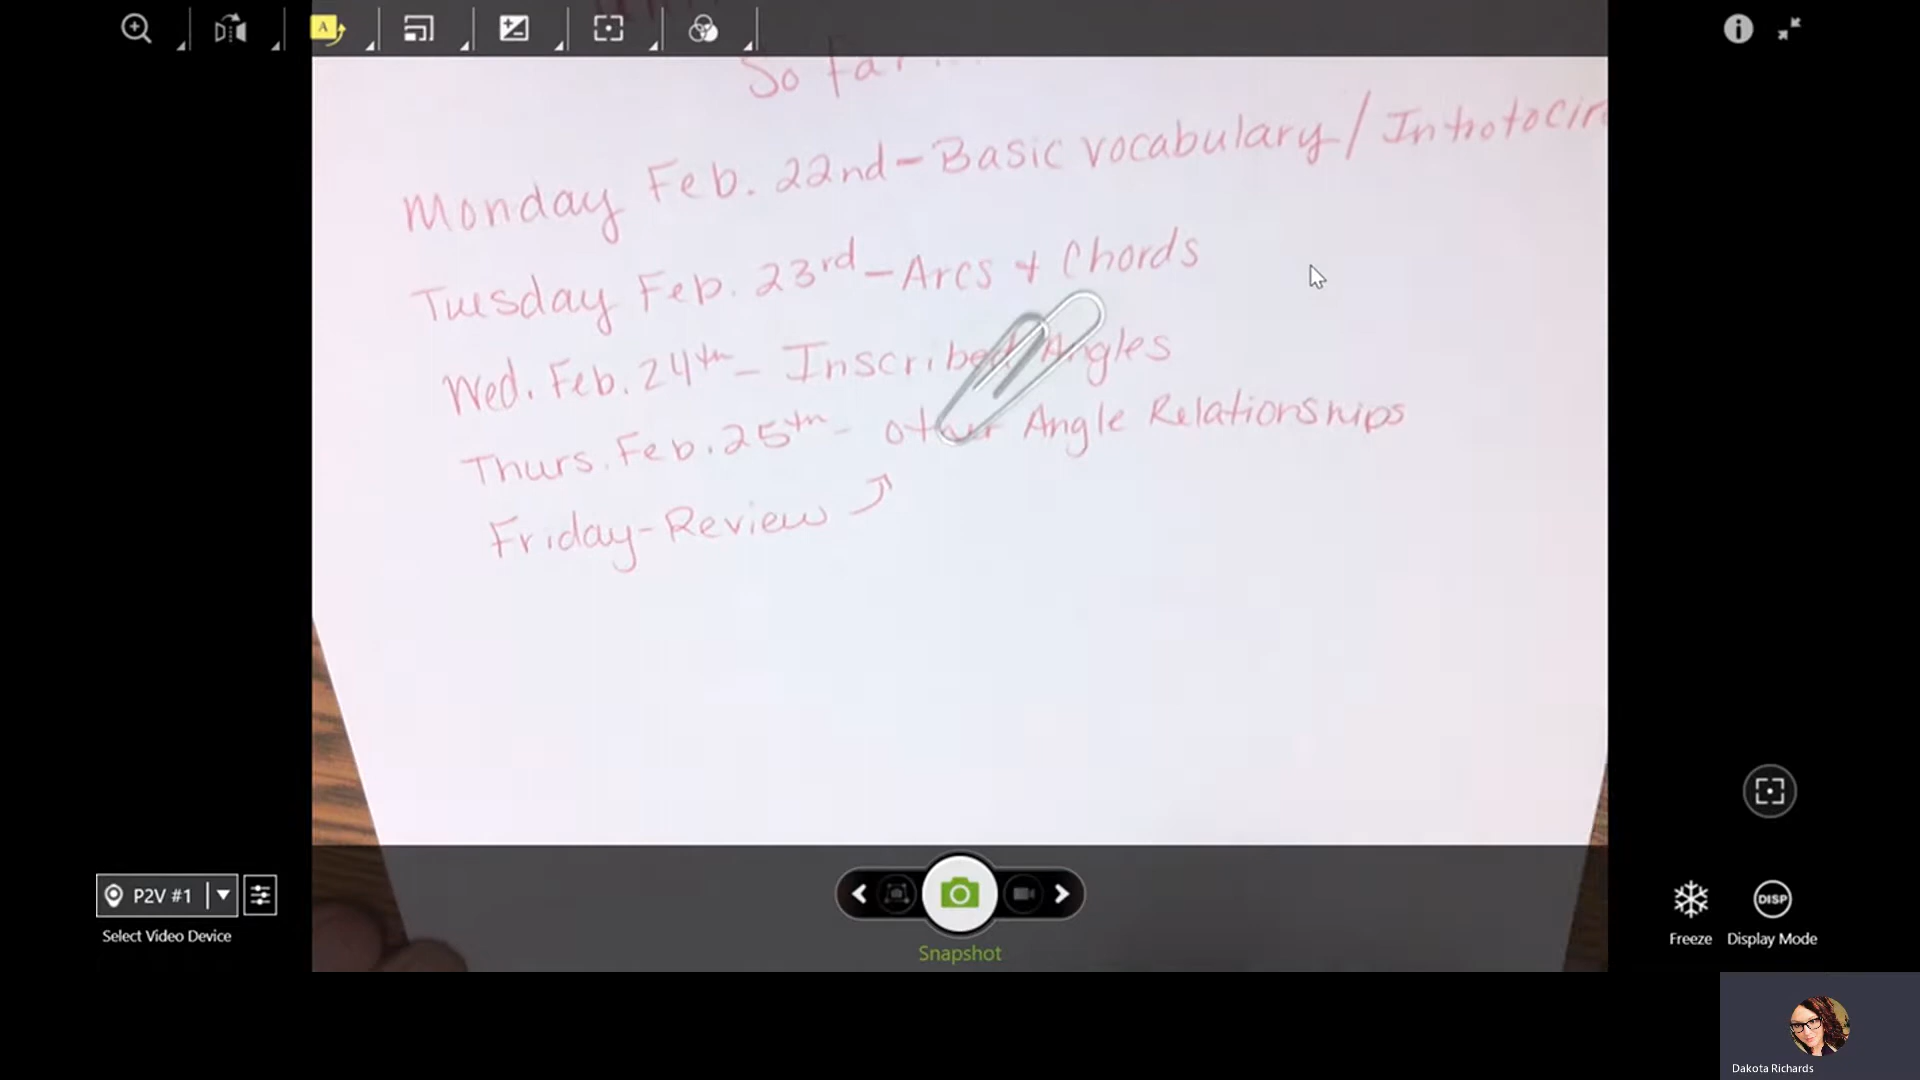 So far...
Monday Feb. 22nd - Basic vocabulary / Intro to Circ
Tuesday Feb. 23rd - Arcs + Chords
Wed. Feb. 24th - Inscribed Angles
Thurs. Feb. 25th - other Angle Relationships
Friday - Review
P2V #1
Select Video Device
Snapshot
Freeze
DISP
Display Mode
Dakota Richards